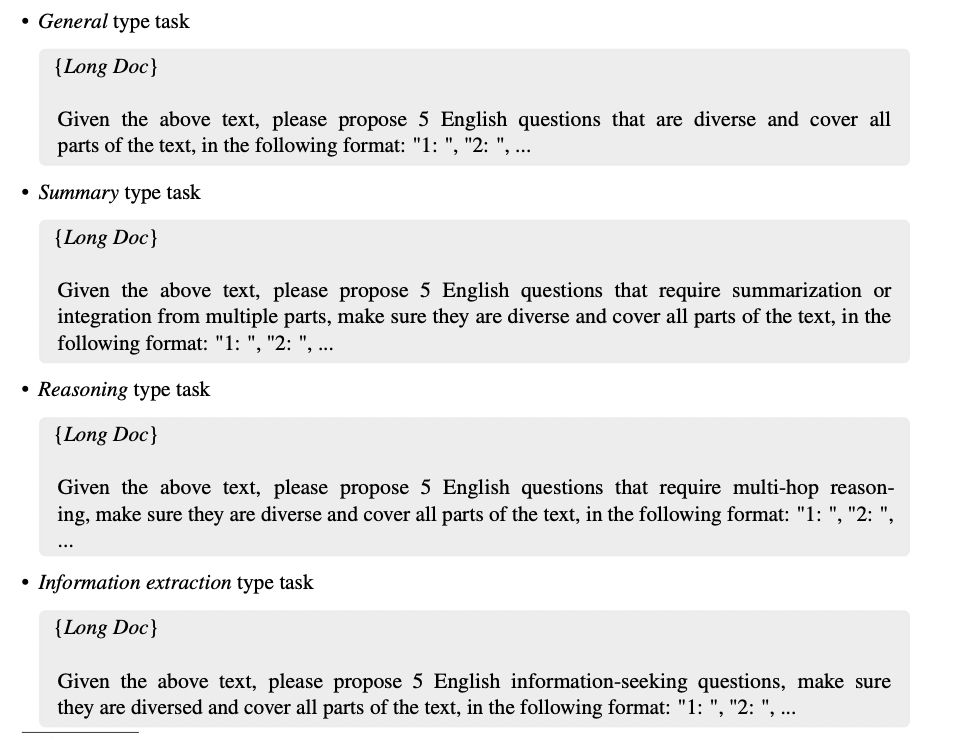 • General type task
{Long Doc}
Given the above text, please propose 5 English questions that are diverse and cover all
parts of the text, in the following format: "1: ", "2: ", ...
• Summary type task
{Long Doc}
Given the above text, please propose 5 English questions that require summarization or
integration from multiple parts, make sure they are diverse and cover all parts of the text, in the
following format: "1: ", "2: ", ...
• Reasoning type task
{Long Doc}
Given the above text, please propose 5 English questions that require multi-hop reason-
ing, make sure they are diverse and cover all parts of the text, in the following format: "1: ", "2: ",
...
• Information extraction type task
{Long Doc}
Given the above text, please propose 5 English information-seeking questions, make sure
they are diversed and cover all parts of the text, in the following format: "1: ", "2: ", ...